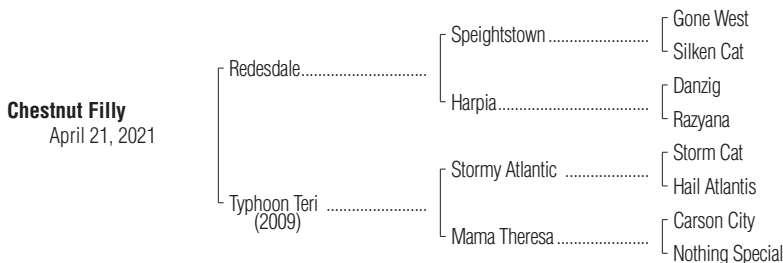 Chestnut Filly
April 21, 2021
Redesdale
Typhoon Teri
(2009)
Speightstown
Harpia
Stormy Atlantic
Mama Theresa
Gone West
Silken Cat
Danzig
Razyana
Storm Cat
Hail Atlantis
Carson City
Nothing Special